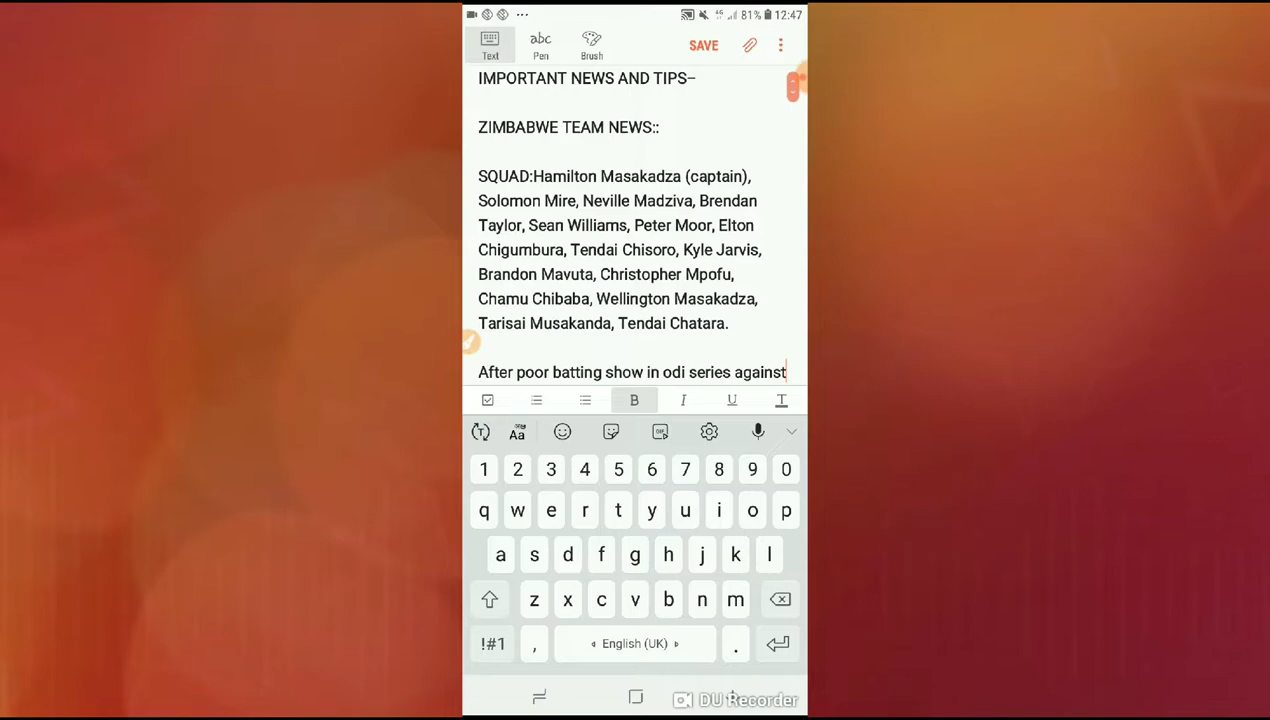 81% 12:47
Text
abc
Pen
Brush
SAVE
IMPORTANT NEWS AND TIPS–
ZIMBABWE TEAM NEWS::
SQUAD:Hamilton Masakadza (captain),
Solomon Mire, Neville Madziva, Brendan
Taylor, Sean Williams, Peter Moor, Elton
Chigumbura, Tendai Chisoro, Kyle Jarvis,
Brandon Mavuta, Christopher Mpofu,
Chamu Chibaba, Wellington Masakadza,
Tarisai Musakanda, Tendai Chatara.
After poor batting show in odi series against
B I U T
T Aa GIF
1 2 3 4 5 6 7 8 9 0
q w e r t y u i o p
a s d f g h j k l
z x c v b n m
!#1 , English (UK) .
DU Recorder